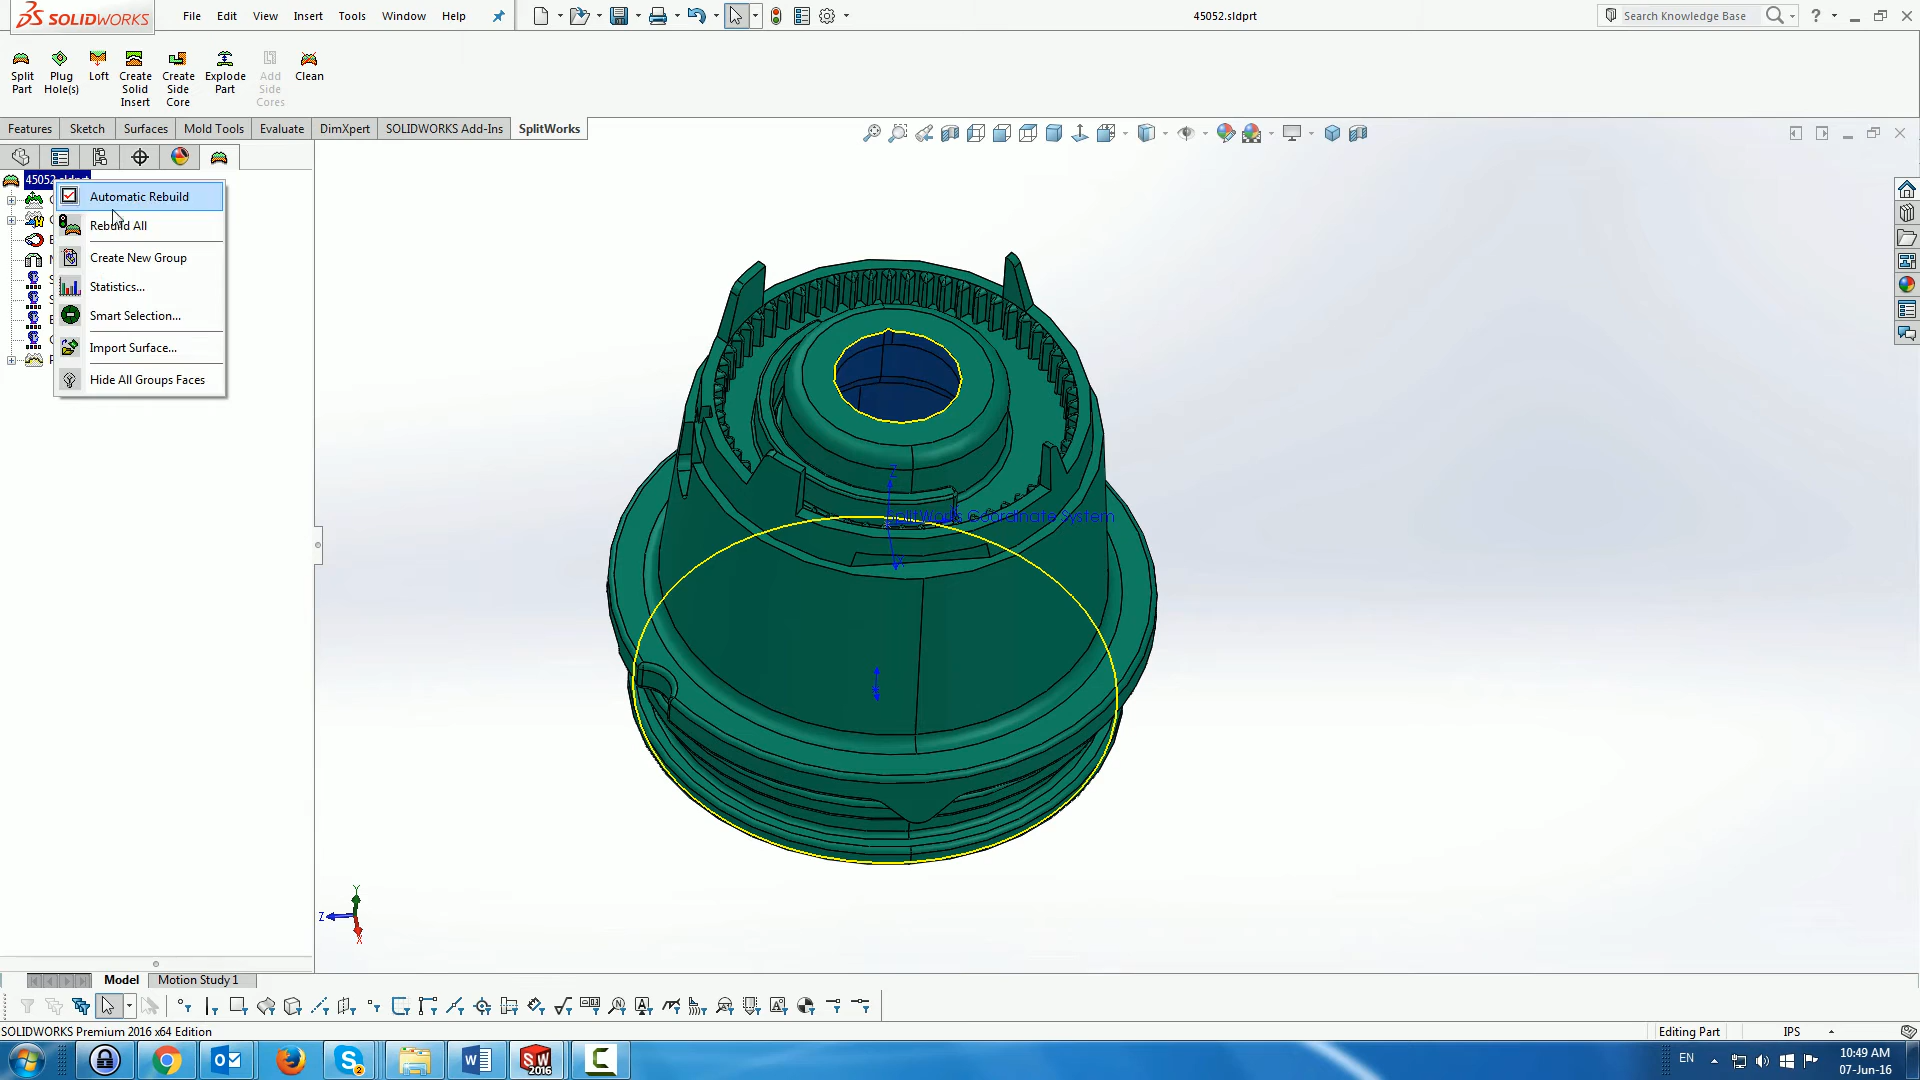 SOLIDWORKS
File Edit View Insert Tools Window Help
45052.sldprt
Search Knowledge Base
Split Part
Plug Hole(s)
Loft
Create Solid Insert
Create Side Core
Explode Part
Add Side Cores
Clean
Features Sketch Surfaces Mold Tools Evaluate DimXpert SOLIDWORKS Add-Ins SplitWorks
45052.sldprt
Automatic Rebuild
Rebuild All
Create New Group
Statistics...
Smart Selection...
Import Surface...
Hide All Groups Faces
Z
SplitWorks Coordinate System
Y
Z
X
Model Motion Study 1
SOLIDWORKS Premium 2016 x64 Edition
Editing Part
IPS
EN
10:49 AM
07-Jun-16